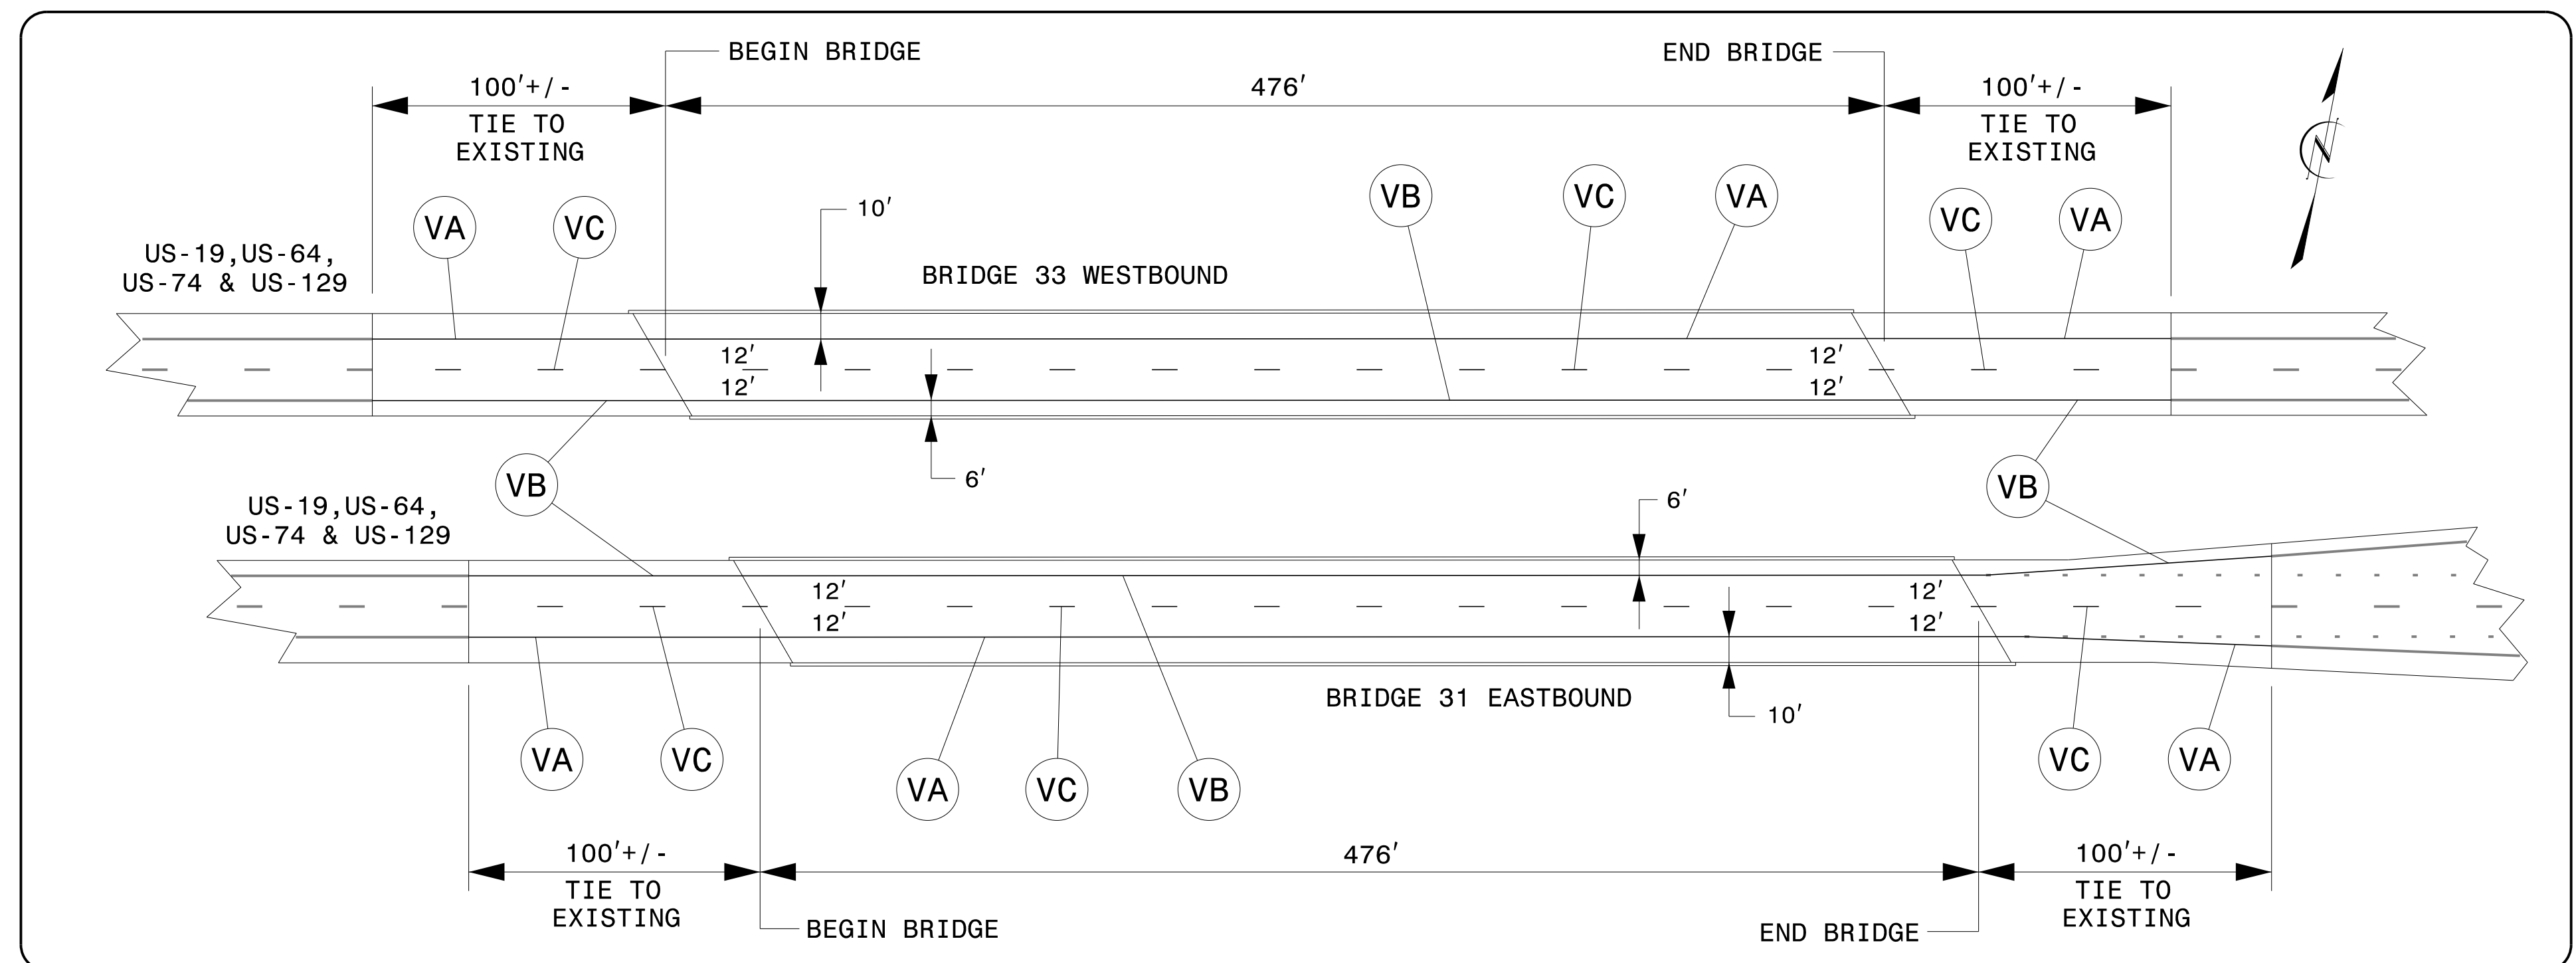 BEGIN BRIDGE
END BRIDGE
100'+/-
476'
100'+/-
TIE TO
EXISTING
TIE TO
EXISTING
N
VA
VC
10'
VB
VC
VA
VC
VA
US-19,US-64,
US-74 & US-129
BRIDGE 33 WESTBOUND
12'
12'
12'
12'
6'
VB
VB
US-19,US-64,
US-74 & US-129
6'
12'
12'
12'
12'
BRIDGE 31 EASTBOUND
10'
VA
VC
VA
VC
VB
VC
VA
100'+/-
476'
100'+/-
TIE TO
EXISTING
TIE TO
EXISTING
BEGIN BRIDGE
END BRIDGE